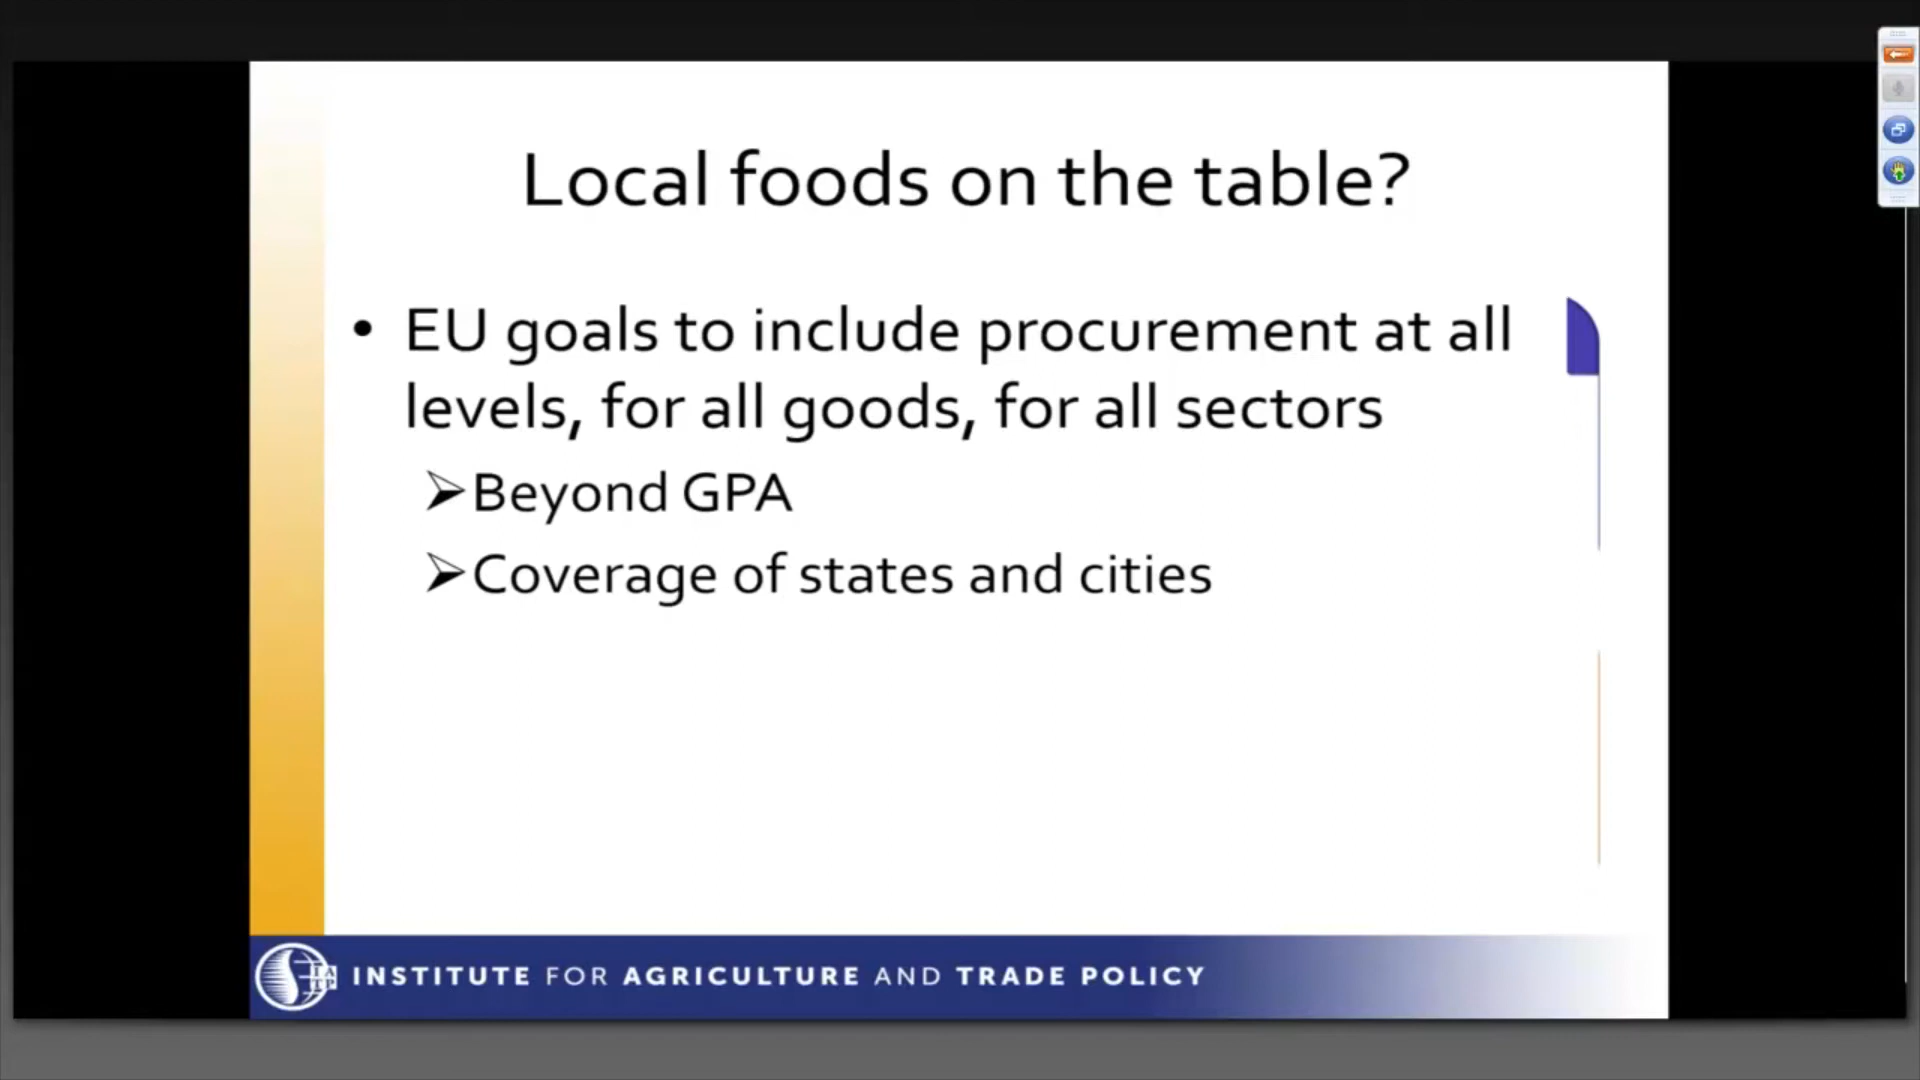 Local foods on the table?
• EU goals to include procurement at all
levels, for all goods, for all sectors
➢Beyond GPA
➢Coverage of states and cities
IATP INSTITUTE FOR AGRICULTURE AND TRADE POLICY